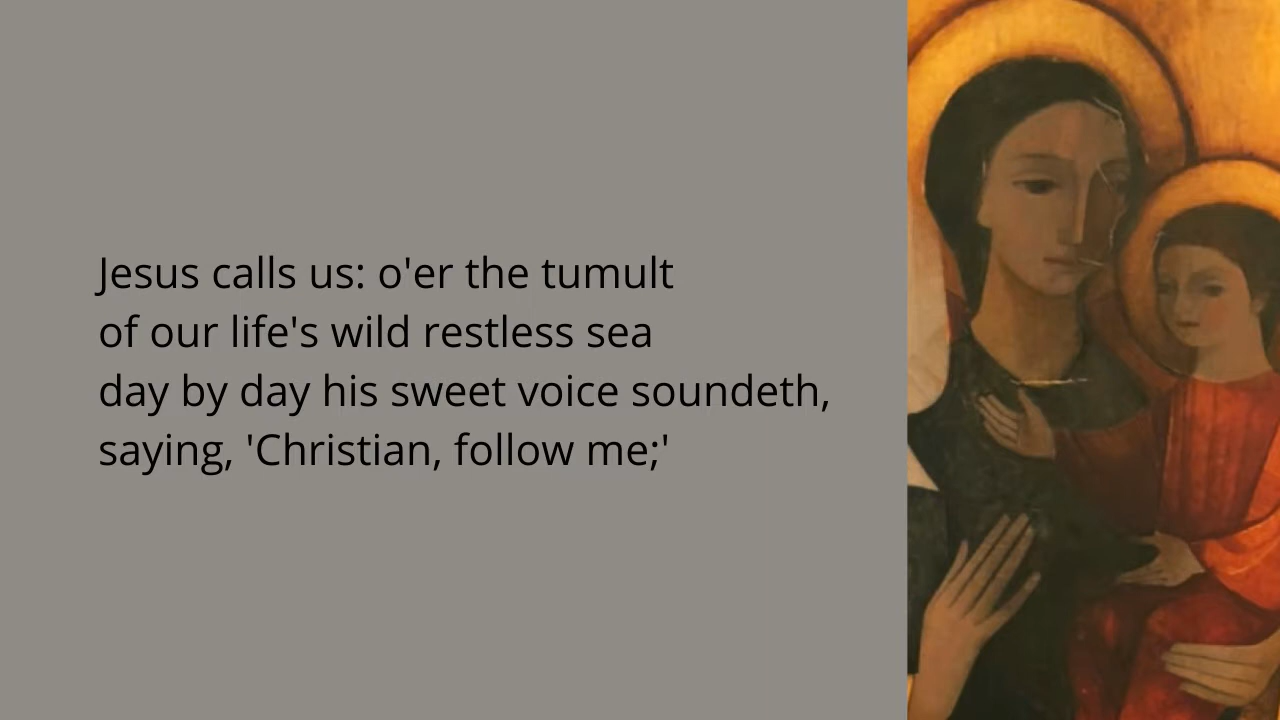 Jesus calls us: o'er the tumult
of our life's wild restless sea
day by day his sweet voice soundeth,
saying, 'Christian, follow me;'